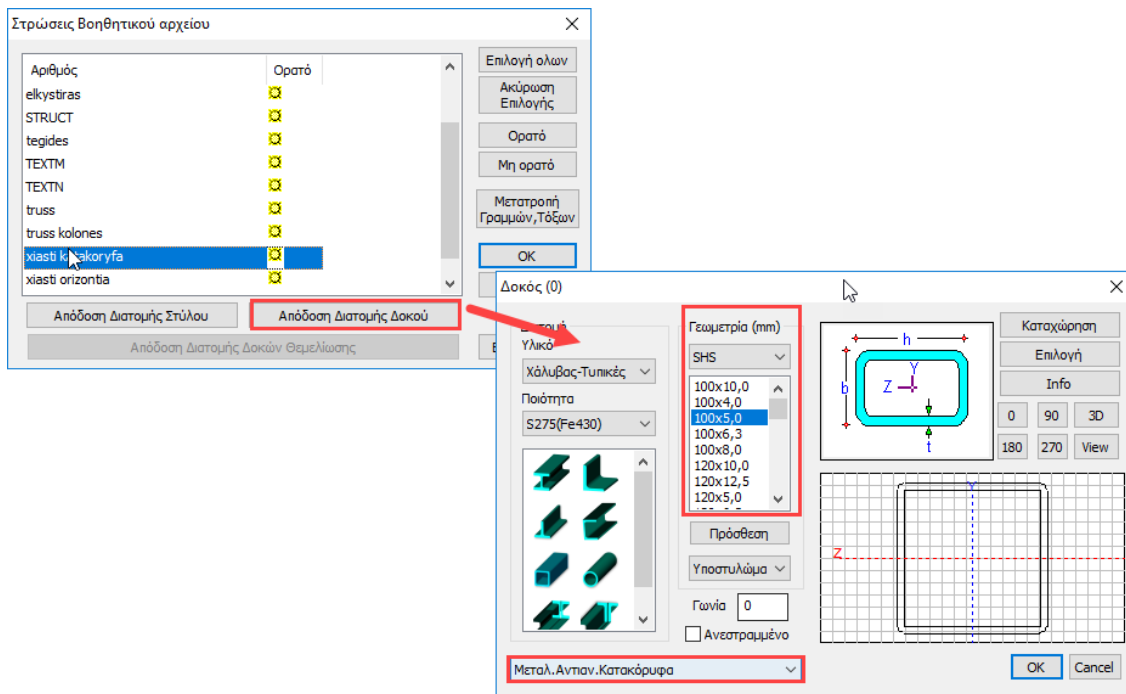 Στρώσεις Βοηθητικού αρχείου
Αριθμός Ορατό
elkystiras
STRUCT
tegides
TEXTM
TEXTN
truss
truss kolones
xiasti katakoryfa
xiasti orizontia
Επιλογή ολων
Ακύρωση
Επιλογής
Ορατό
Μη ορατό
Μετατροπή
Γραμμών,Τόξων
OK
Απόδοση Διατομής Στύλου
Απόδοση Διατομής Δοκού
Απόδοση Διατομής Δοκών Θεμελίωσης
Δοκός (0)
Διατομή
Υλικό
Χάλυβας-Τυπικές
Ποιότητα
S275(Fe430)
Γεωμετρία (mm)
SHS
100x10,0
100x4,0
100x5,0
100x6,3
100x8,0
120x10,0
120x12,5
120x5,0
Πρόσθεση
Υποστυλώμα
Γωνία 0
Ανεστραμμένο
Μεταλ.Αντιαν.Κατακόρυφα
h
b
Y
Z
t
Καταχώρηση
Επιλογή
Info
0 90 3D
180 270 View
Y
Z
OK Cancel